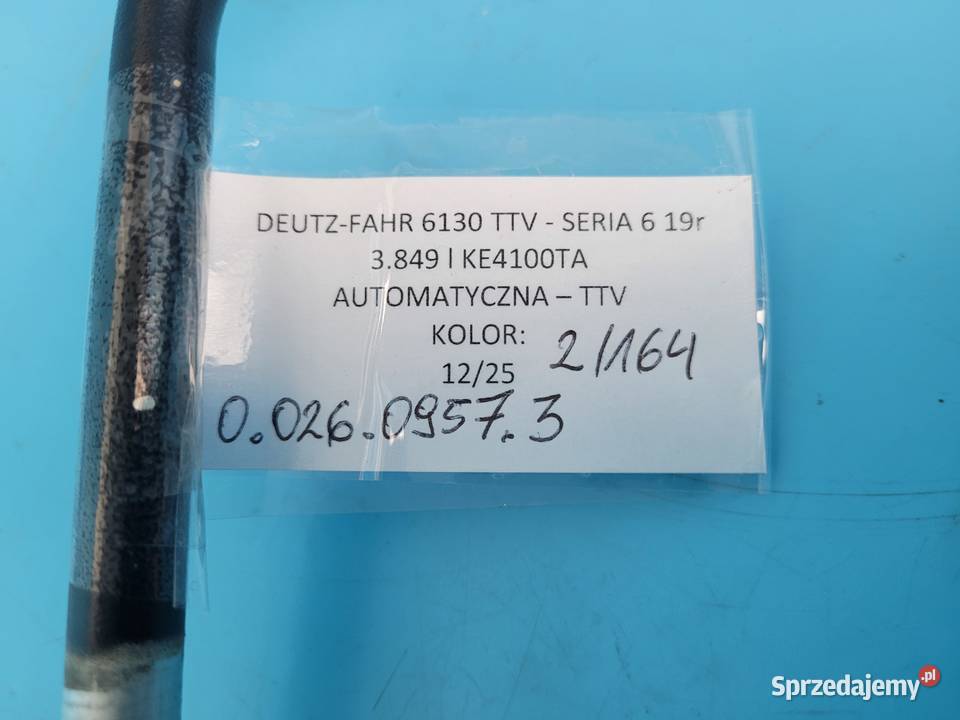 DEUTZ-FAHR 6130 TTV - SERIA 6 19r
3.849 l KE4100TA
AUTOMATYCZNA – TTV
KOLOR:
12/25 2/164
0.026.0957.3
Sprzedajemy.pl